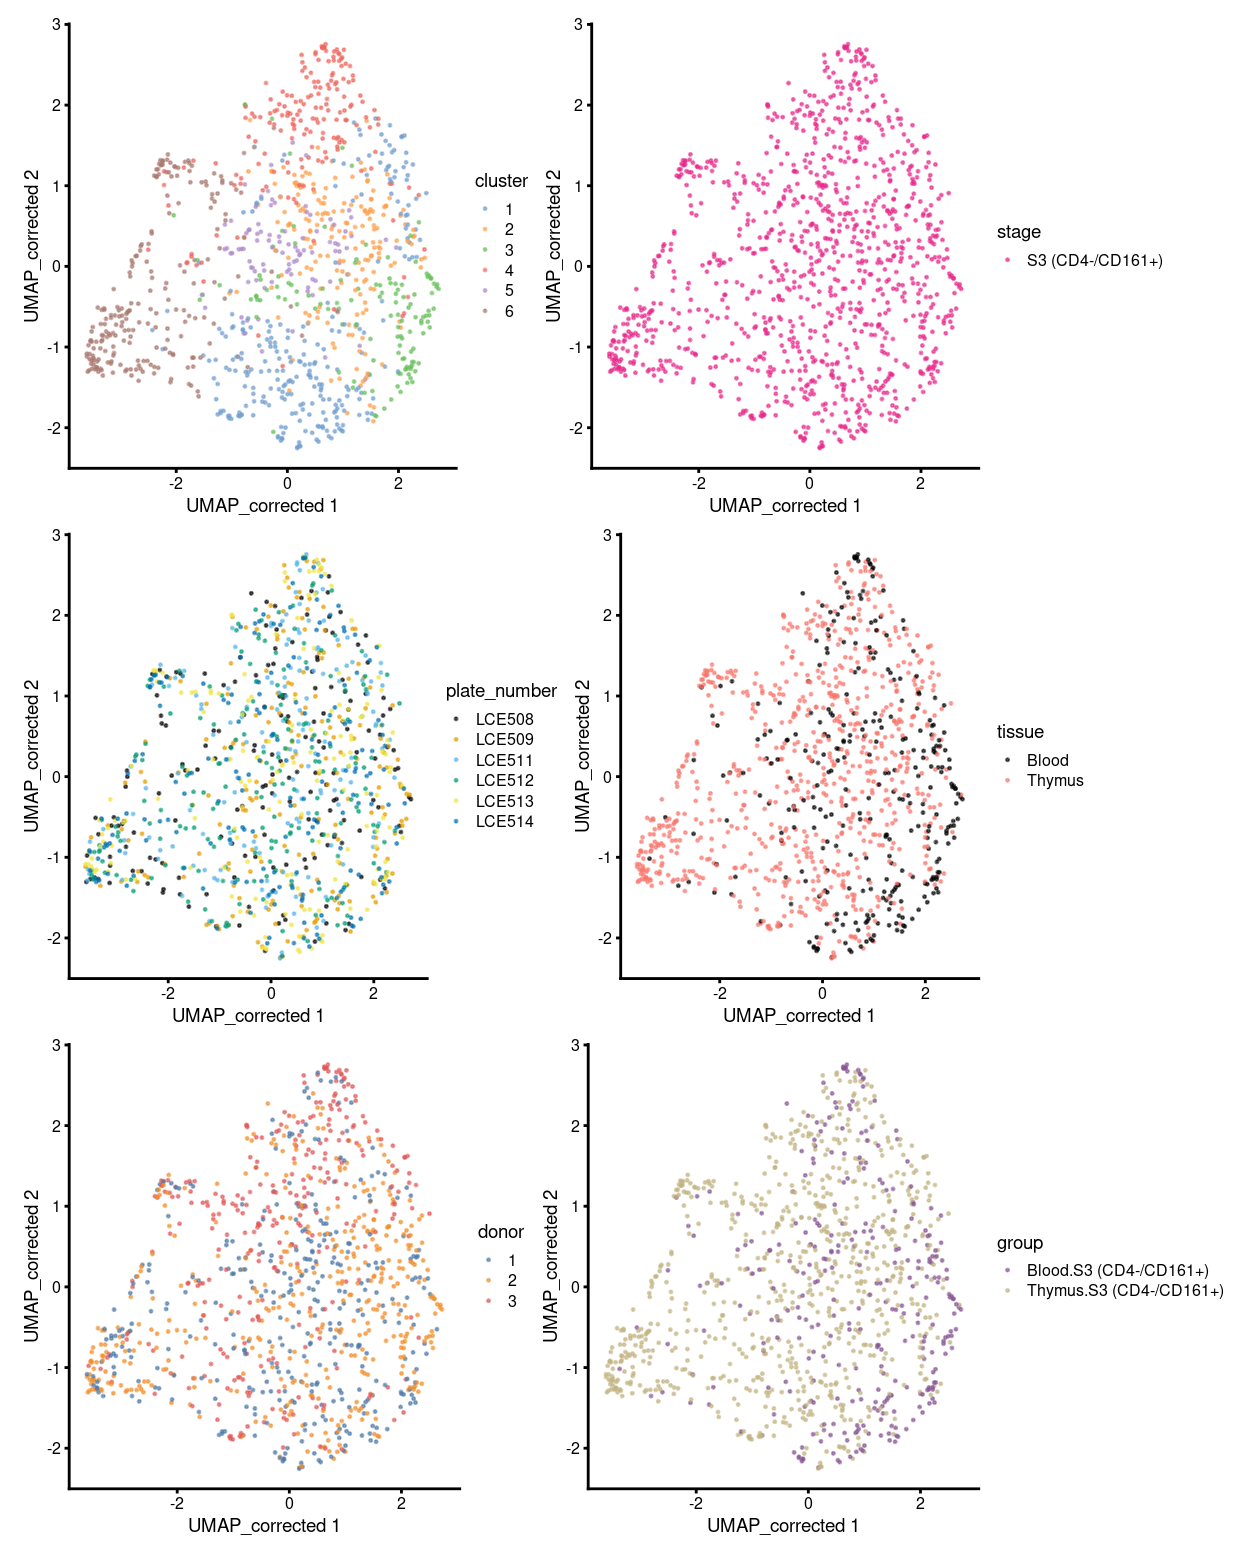 3
2
1
0
-1
-2
-2
0
2
UMAP_corrected 1
UMAP_corrected 2
cluster
1
2
3
4
5
6
3
2
1
0
-1
-2
-2
0
2
UMAP_corrected 1
UMAP_corrected 2
stage
S3 (CD4-/CD161+)
3
2
1
0
-1
-2
-2
0
2
UMAP_corrected 1
UMAP_corrected 2
plate_number
LCE508
LCE509
LCE511
LCE512
LCE513
LCE514
3
2
1
0
-1
-2
-2
0
2
UMAP_corrected 1
UMAP_corrected 2
tissue
Blood
Thymus
3
2
1
0
-1
-2
-2
0
2
UMAP_corrected 1
UMAP_corrected 2
donor
1
2
3
3
2
1
0
-1
-2
-2
0
2
UMAP_corrected 1
UMAP_corrected 2
group
Blood.S3 (CD4-/CD161+)
Thymus.S3 (CD4-/CD161+)